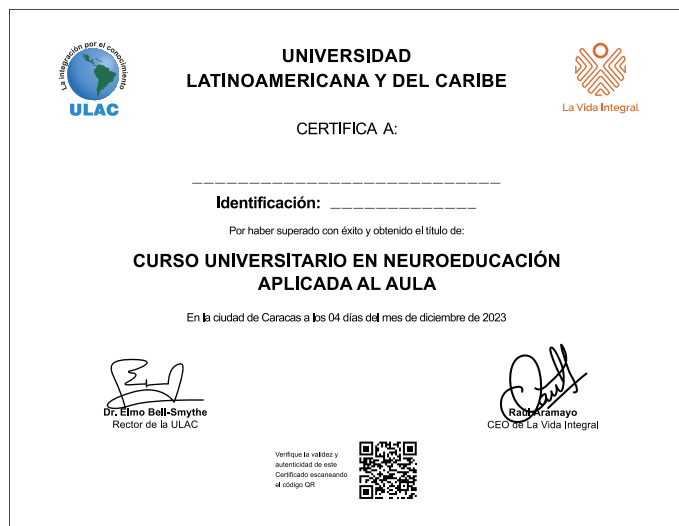 La integración por el conocimiento
ULAC
UNIVERSIDAD
LATINOAMERICANA Y DEL CARIBE
La Vida Integral
CERTIFICA A:
____________________________
Identificación: _____________
Por haber superado con éxito y obtenido el título de:
CURSO UNIVERSITARIO EN NEUROEDUCACIÓN
APLICADA AL AULA
En la ciudad de Caracas a los 04 días del mes de diciembre de 2023
Dr. Elmo Bell-Smythe
Rector de la ULAC
Raúl Aramayo
CEO de La Vida Integral
Verifique la validez y
autenticidad de este
Certificado escaneando
el código QR